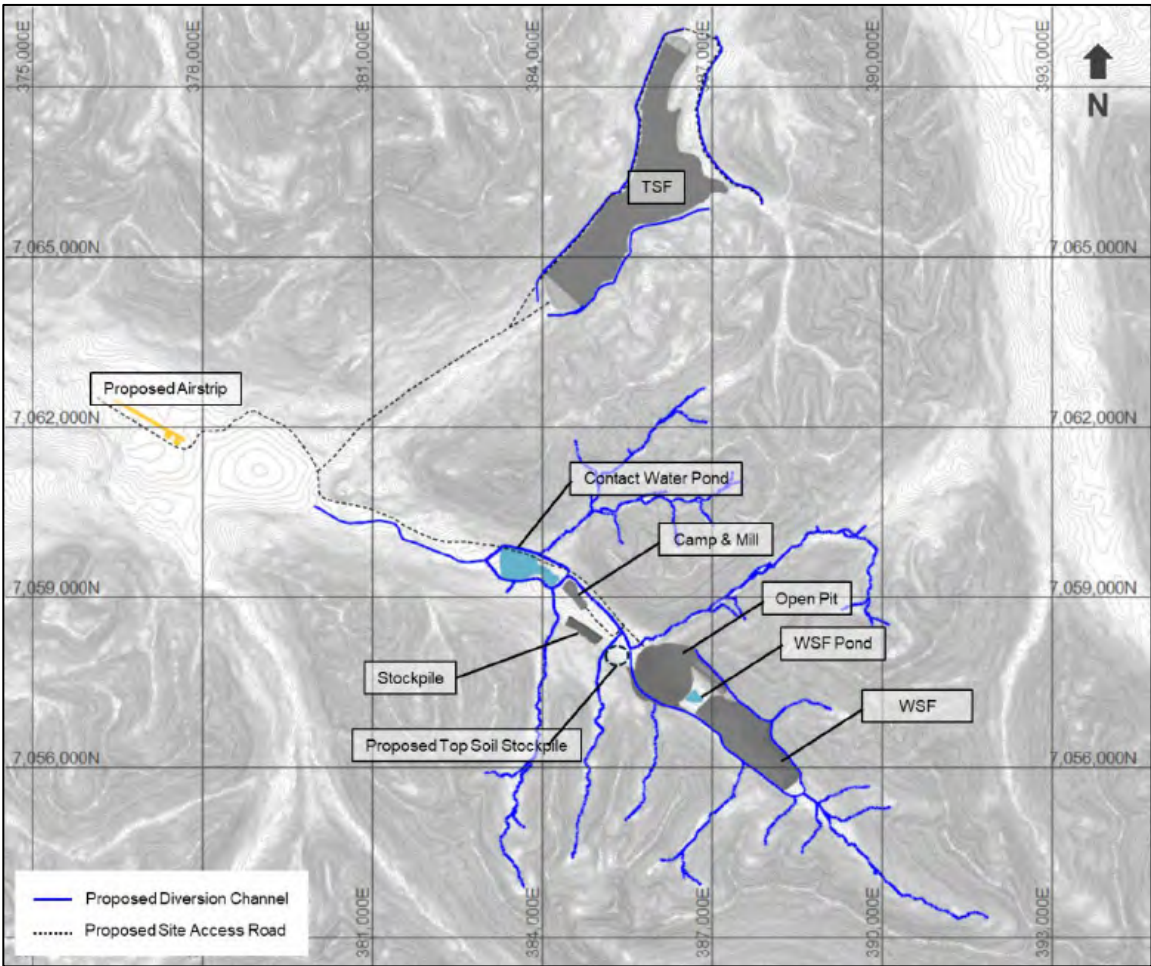 375,000E
378,000E
381,000E
384,000E
387,000E
390,000E
393,000E
N
TSF
7,065,000N
7,065,000N
Proposed Airstrip
7,062,000N
7,062,000N
Contact Water Pond
Camp & Mill
7,059,000N
7,059,000N
Open Pit
WSF Pond
Stockpile
WSF
Proposed Top Soil Stockpile
7,056,000N
7,056,000N
Proposed Diversion Channel
Proposed Site Access Road
381,000E
384,000E
387,000E
390,000E
393,000E